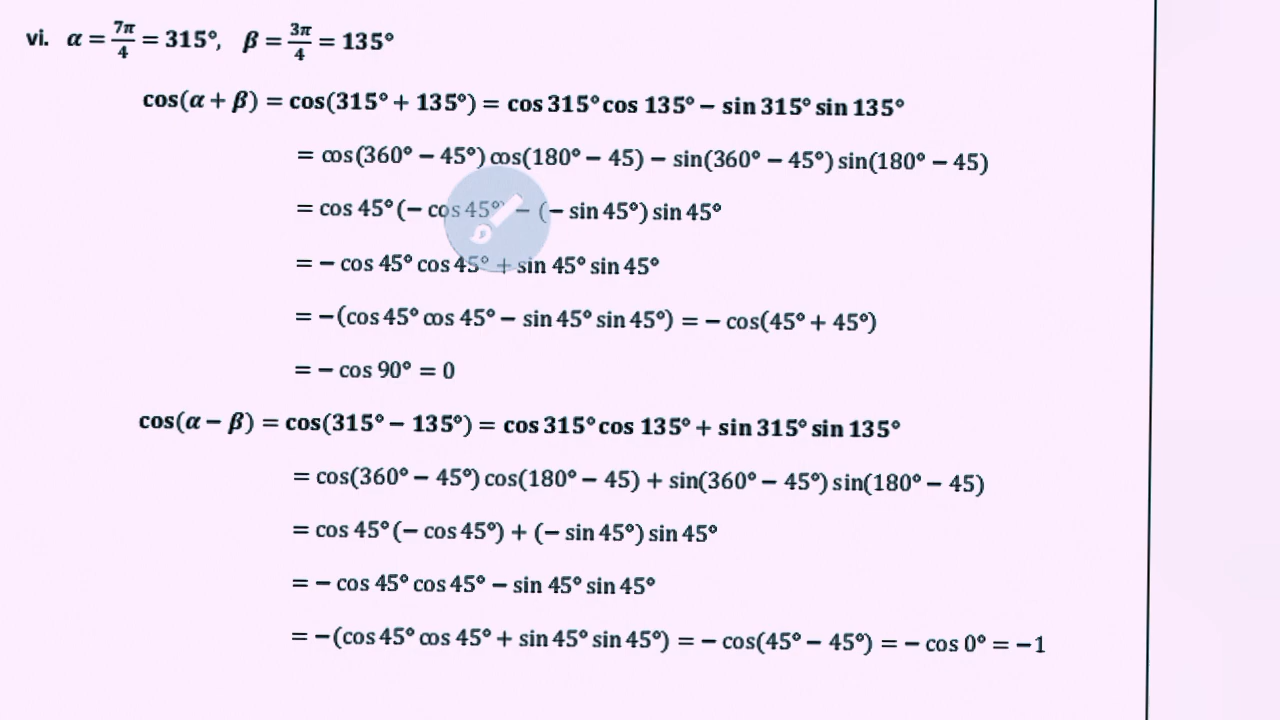 vi. α = 7π/4 = 315°, β = 3π/4 = 135°
cos(α + β) = cos(315° + 135°) = cos 315° cos 135° − sin 315° sin 135°
= cos(360° − 45°) cos(180° − 45) − sin(360° − 45°) sin(180° − 45)
= cos 45° (− cos 45°) − (− sin 45°) sin 45°
= − cos 45° cos 45° + sin 45° sin 45°
= −(cos 45° cos 45° − sin 45° sin 45°) = − cos(45° + 45°)
= − cos 90° = 0
cos(α − β) = cos(315° − 135°) = cos 315° cos 135° + sin 315° sin 135°
= cos(360° − 45°) cos(180° − 45) + sin(360° − 45°) sin(180° − 45)
= cos 45° (− cos 45°) + (− sin 45°) sin 45°
= − cos 45° cos 45° − sin 45° sin 45°
= −(cos 45° cos 45° + sin 45° sin 45°) = − cos(45° − 45°) = − cos 0° = −1